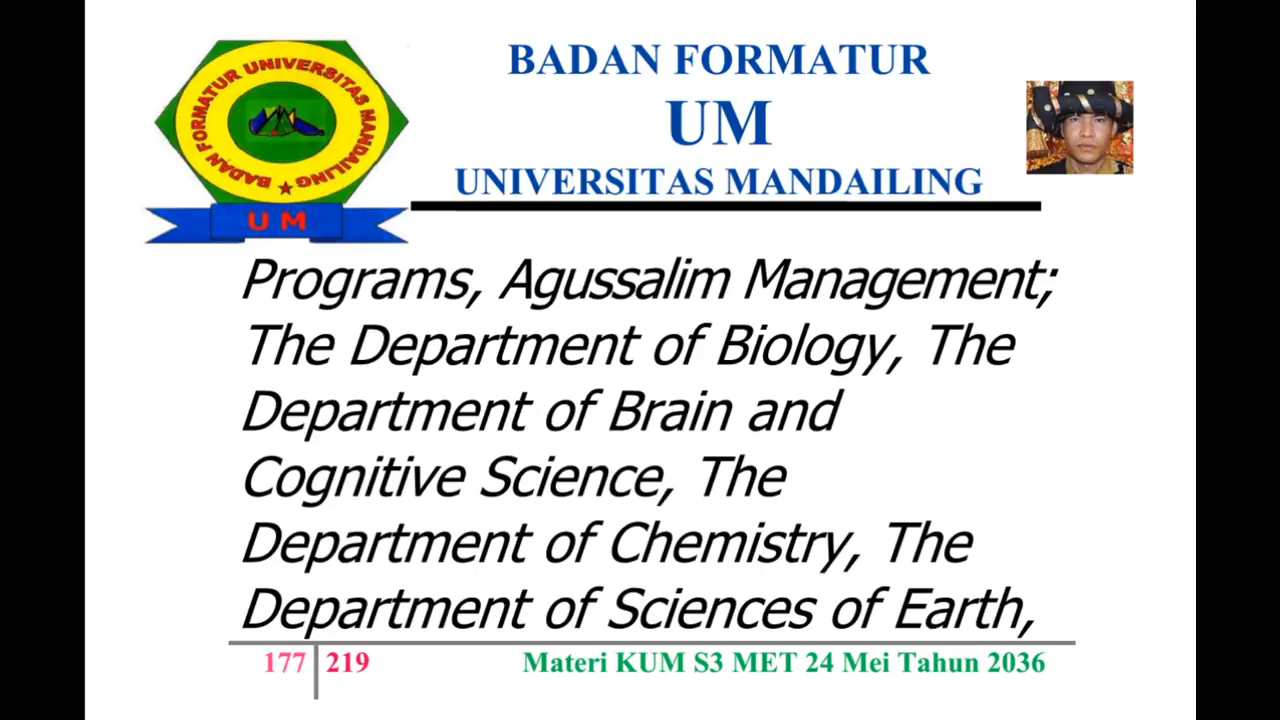 BADAN FORMATUR UNIVERSITAS MANDAILING
U M
BADAN FORMATUR
UM
UNIVERSITAS MANDAILING
Programs, Agussalim Management;
The Department of Biology, The
Department of Brain and
Cognitive Science, The
Department of Chemistry, The
Department of Sciences of Earth,
177 219 Materi KUM S3 MET 24 Mei Tahun 2036